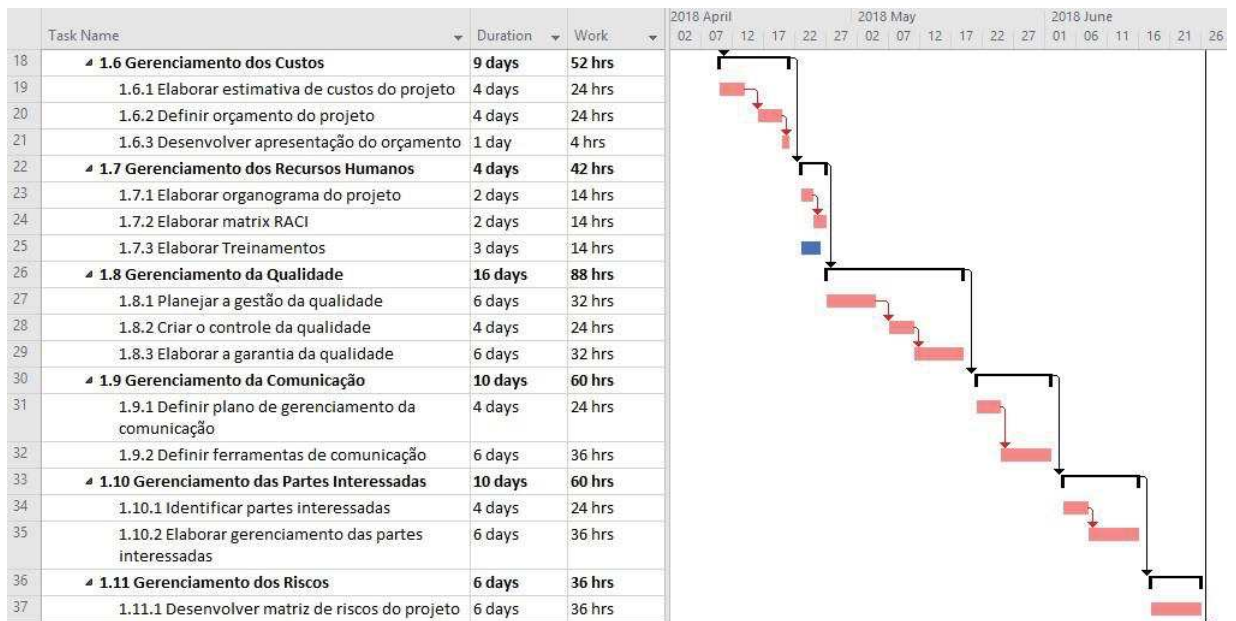 2018 April 2018 May 2018 June
Task Name Duration Work 02 07 12 17 22 27 02 07 12 17 22 27 01 06 11 16 21 26
18 1.6 Gerenciamento dos Custos 9 days 52 hrs
19 1.6.1 Elaborar estimativa de custos do projeto 4 days 24 hrs
20 1.6.2 Definir orçamento do projeto 4 days 24 hrs
21 1.6.3 Desenvolver apresentação do orçamento 1 day 4 hrs
22 1.7 Gerenciamento dos Recursos Humanos 4 days 42 hrs
23 1.7.1 Elaborar organograma do projeto 2 days 14 hrs
24 1.7.2 Elaborar matrix RACI 2 days 14 hrs
25 1.7.3 Elaborar Treinamentos 3 days 14 hrs
26 1.8 Gerenciamento da Qualidade 16 days 88 hrs
27 1.8.1 Planejar a gestão da qualidade 6 days 32 hrs
28 1.8.2 Criar o controle da qualidade 4 days 24 hrs
29 1.8.3 Elaborar a garantia da qualidade 6 days 32 hrs
30 1.9 Gerenciamento da Comunicação 10 days 60 hrs
31 1.9.1 Definir plano de gerenciamento da 4 days 24 hrs
comunicação
32 1.9.2 Definir ferramentas de comunicação 6 days 36 hrs
33 1.10 Gerenciamento das Partes Interessadas 10 days 60 hrs
34 1.10.1 Identificar partes interessadas 4 days 24 hrs
35 1.10.2 Elaborar gerenciamento das partes 6 days 36 hrs
interessadas
36 1.11 Gerenciamento dos Riscos 6 days 36 hrs
37 1.11.1 Desenvolver matriz de riscos do projeto 6 days 36 hrs